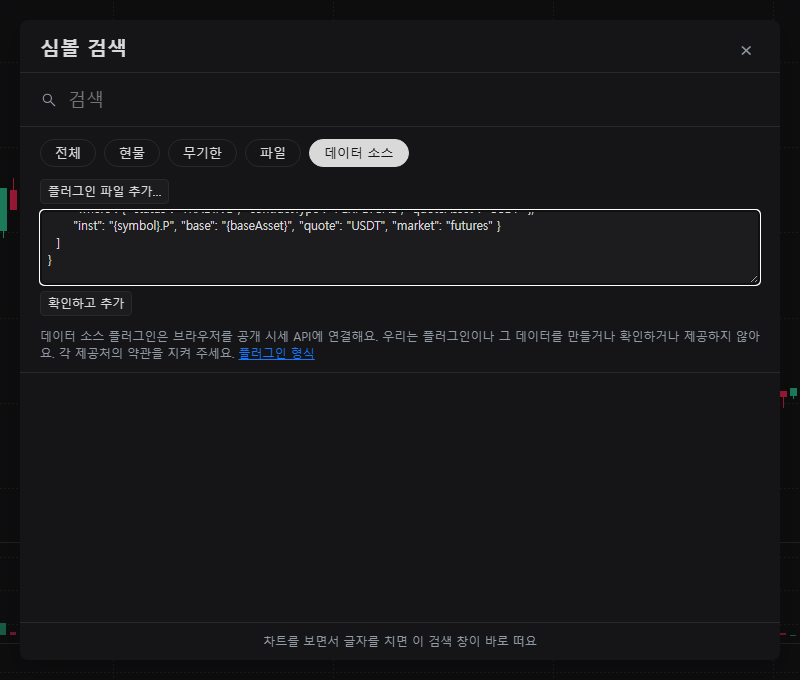 심볼 검색
검색
전체 현물 무기한 파일 데이터 소스
플러그인 파일 추가...
"inst": "{symbol}.P", "base": "{baseAsset}", "quote": "USDT", "market": "futures" }
]
}
확인하고 추가
데이터 소스 플러그인은 브라우저를 공개 시세 API에 연결해요. 우리는 플러그인이나 그 데이터를 만들거나 확인하거나 제공하지 않아
요. 각 제공처의 약관을 지켜 주세요. 플러그인 형식
차트를 보면서 글자를 치면 이 검색 창이 바로 떠요